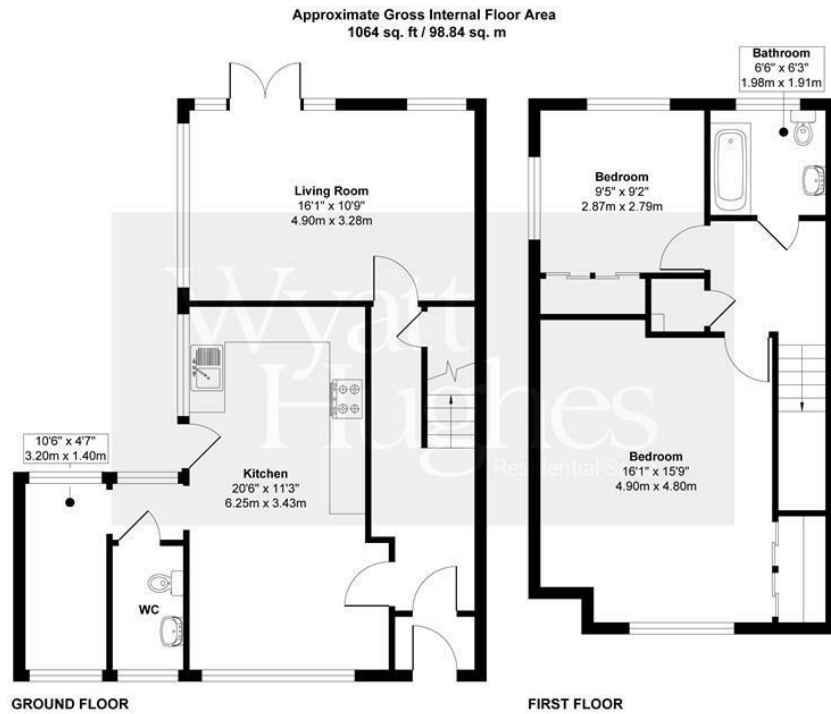 Approximate Gross Internal Floor Area
1064 sq. ft / 98.84 sq. m
Living Room
16'1" x 10'9"
4.90m x 3.28m
10'6" x 4'7"
3.20m x 1.40m
Kitchen
20'6" x 11'3"
6.25m x 3.43m
WC
GROUND FLOOR
Bathroom
6'6" x 6'3"
1.98m x 1.91m
Bedroom
9'5" x 9'2"
2.87m x 2.79m
Bedroom
16'1" x 15'9"
4.90m x 4.80m
FIRST FLOOR
Wyart
Hughes
Residential